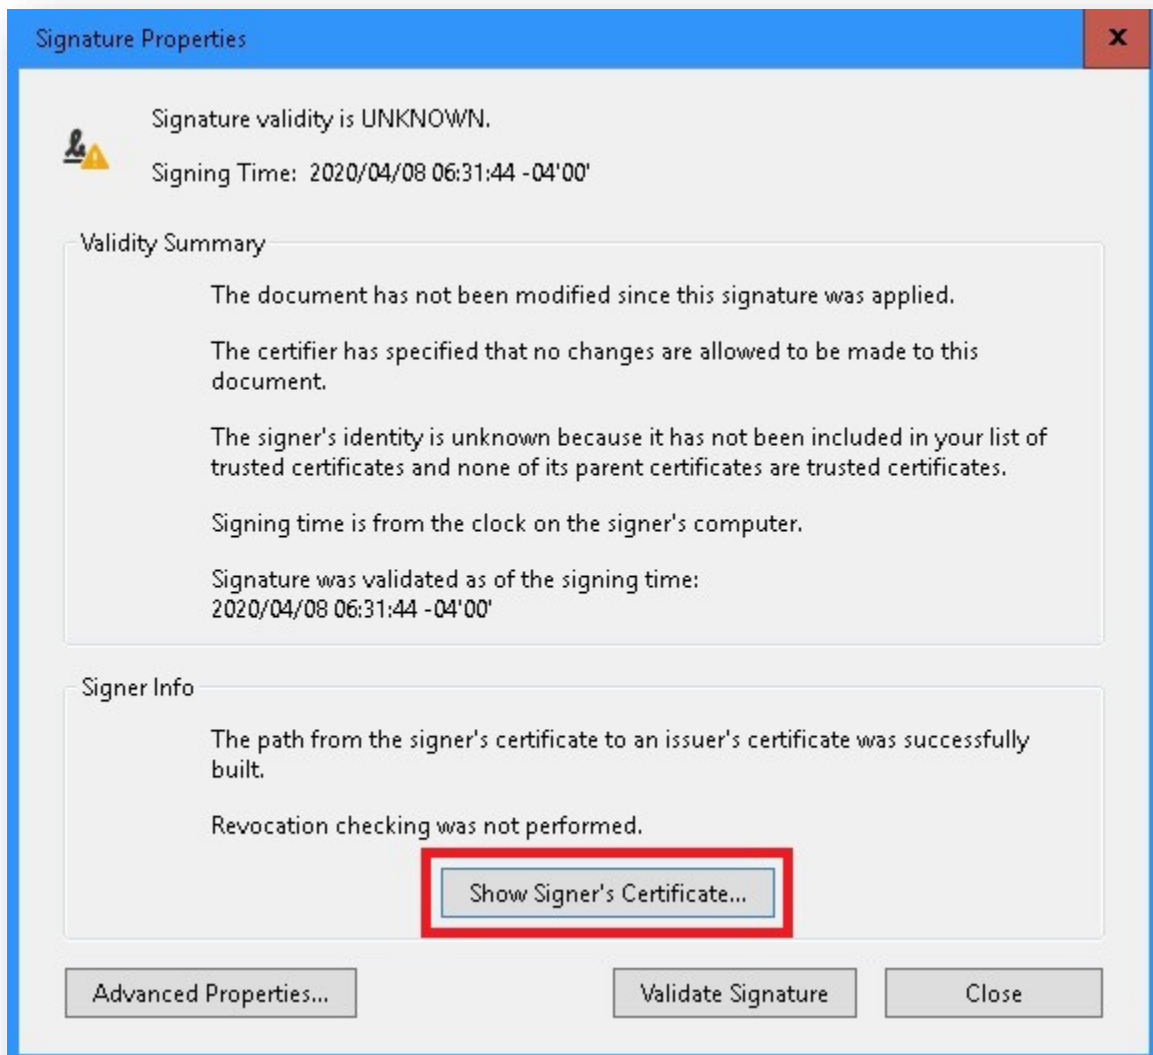 Signature Properties
x
Signature validity is UNKNOWN.
Signing Time: 2020/04/08 06:31:44 -04'00'
Validity Summary
The document has not been modified since this signature was applied.
The certifier has specified that no changes are allowed to be made to this
document.
The signer's identity is unknown because it has not been included in your list of
trusted certificates and none of its parent certificates are trusted certificates.
Signing time is from the clock on the signer's computer.
Signature was validated as of the signing time:
2020/04/08 06:31:44 -04'00'
Signer Info
The path from the signer's certificate to an issuer's certificate was successfully
built.
Revocation checking was not performed.
Show Signer's Certificate...
Advanced Properties...
Validate Signature
Close